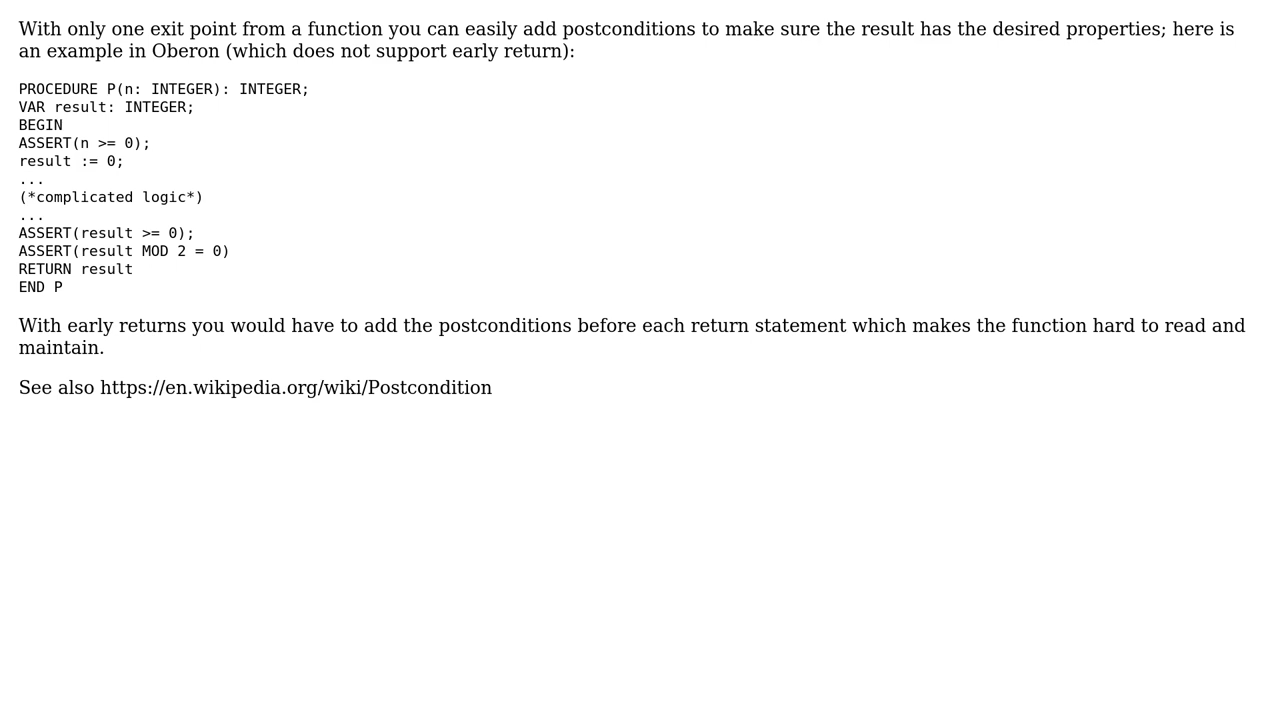 With only one exit point from a function you can easily add postconditions to make sure the result has the desired properties; here is
an example in Oberon (which does not support early return):
PROCEDURE P(n: INTEGER): INTEGER;
VAR result: INTEGER;
BEGIN
ASSERT(n >= 0);
result := 0;
...
(*complicated logic*)
...
ASSERT(result >= 0);
ASSERT(result MOD 2 = 0)
RETURN result
END P
With early returns you would have to add the postconditions before each return statement which makes the function hard to read and
maintain.
See also https://en.wikipedia.org/wiki/Postcondition